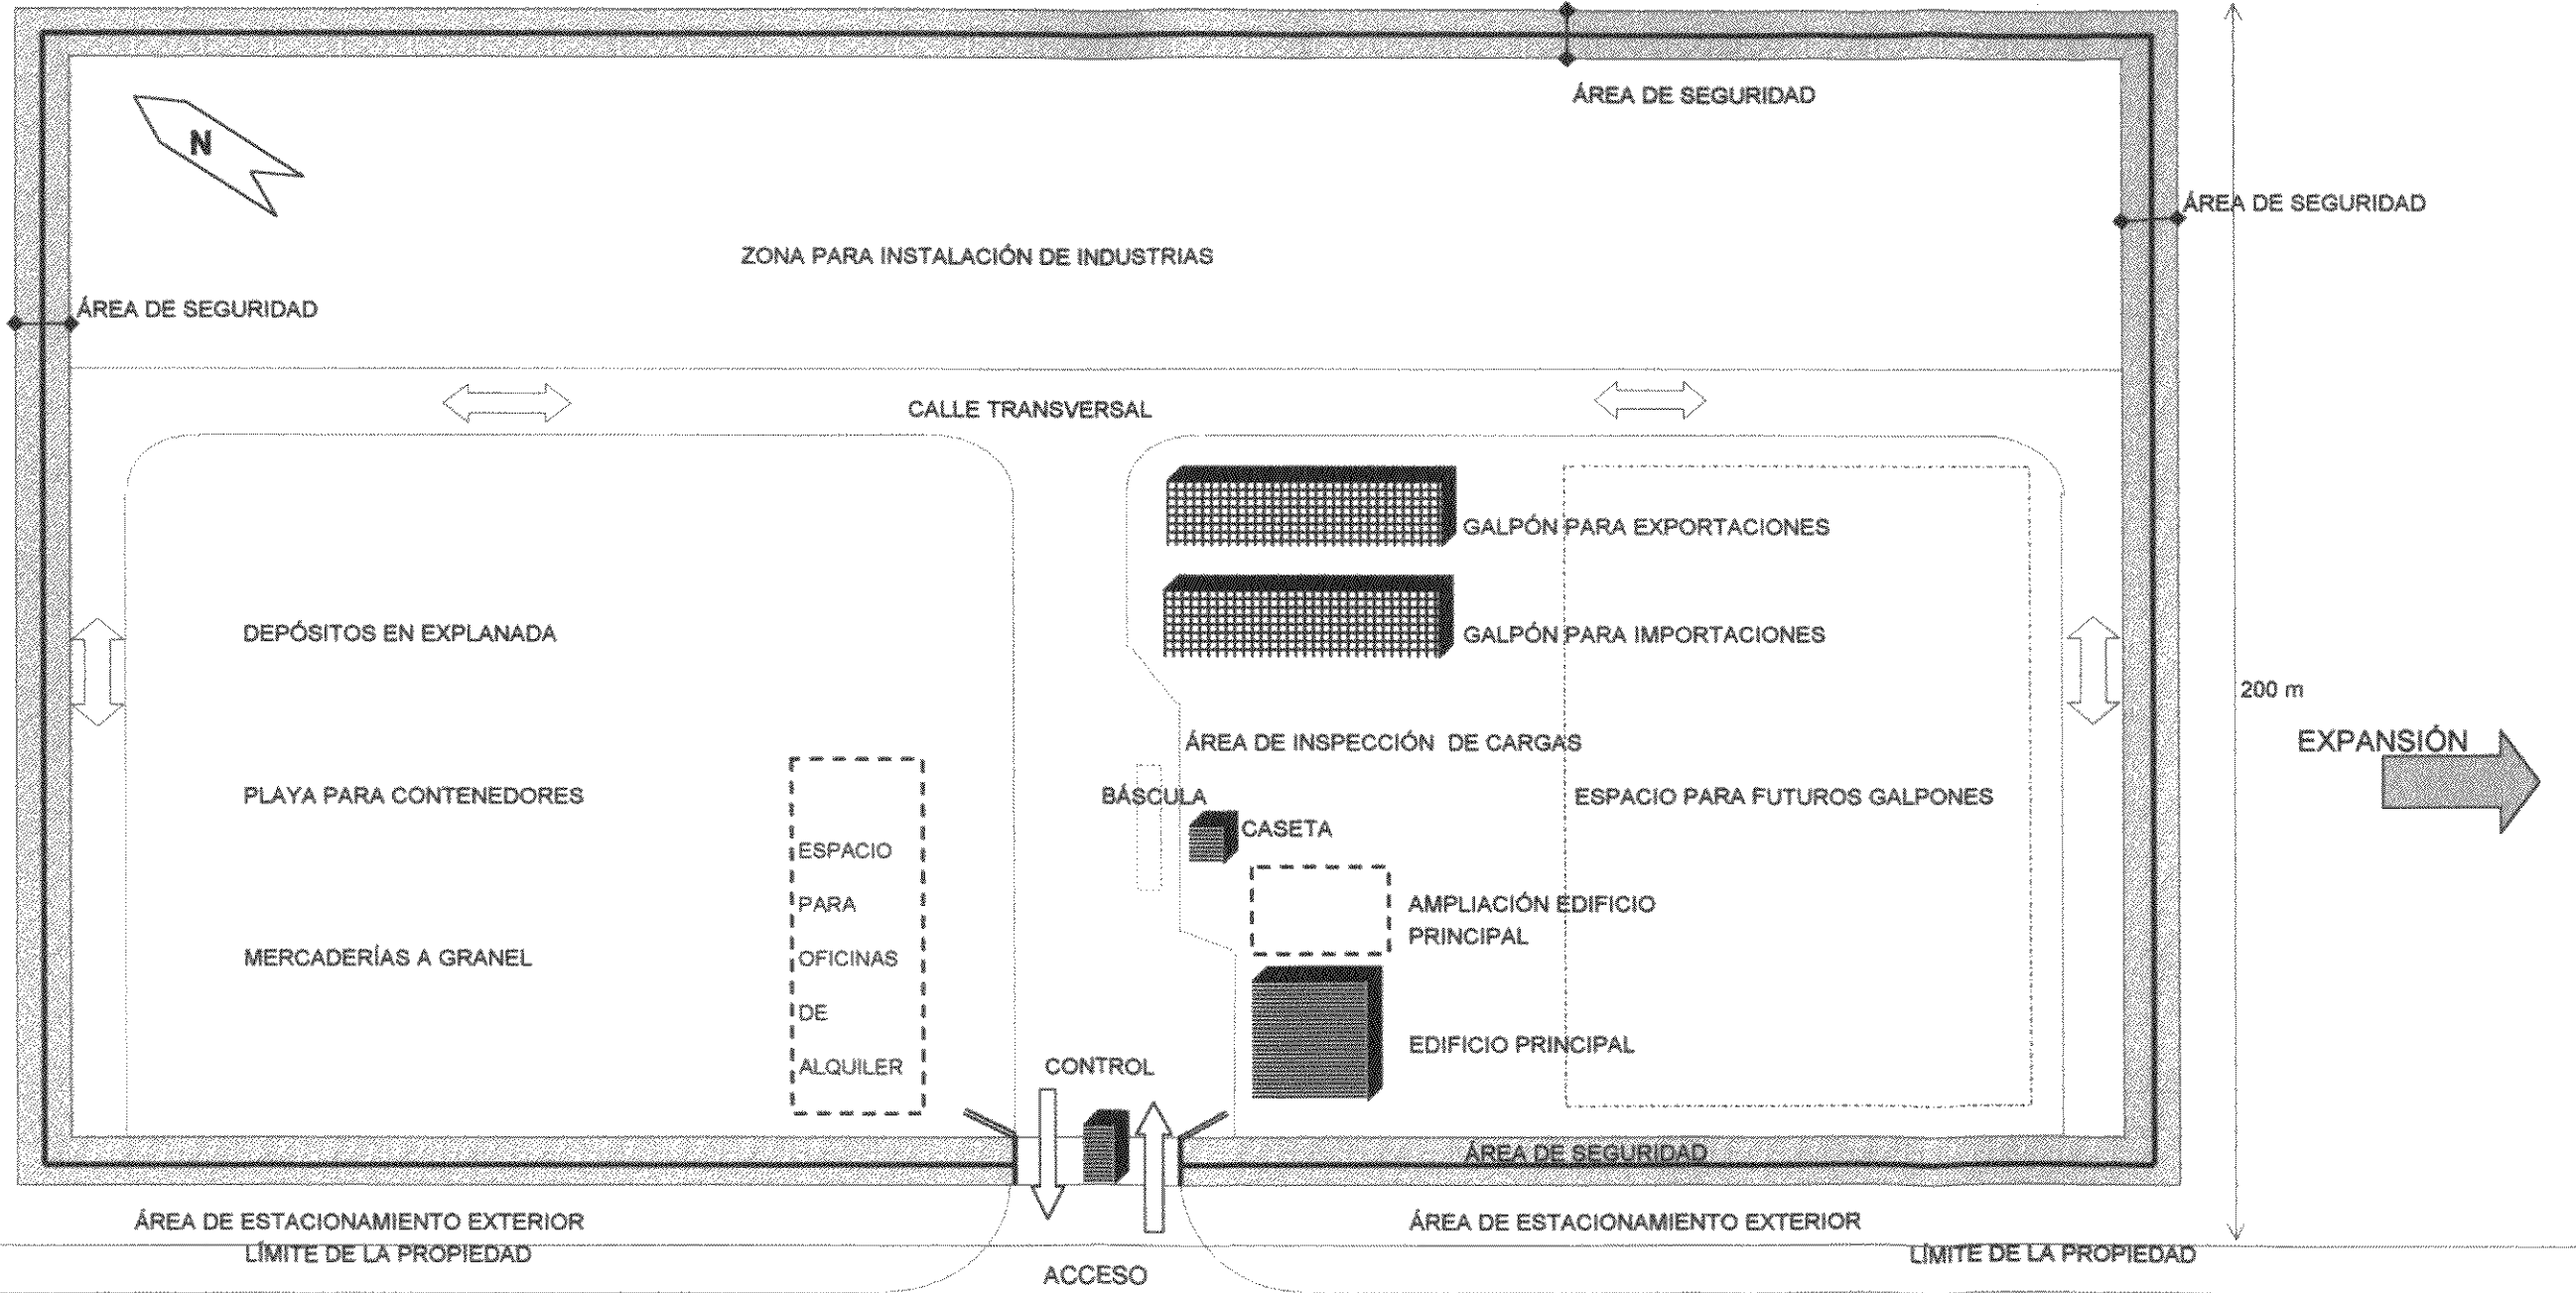 ÁREA DE SEGURIDAD
N
ÁREA DE SEGURIDAD
ZONA PARA INSTALACIÓN DE INDUSTRIAS
ÁREA DE SEGURIDAD
CALLE TRANSVERSAL
GALPÓN PARA EXPORTACIONES
DEPÓSITOS EN EXPLANADA
GALPÓN PARA IMPORTACIONES
200 m
ÁREA DE INSPECCIÓN DE CARGAS
EXPANSIÓN
PLAYA PARA CONTENEDORES
BÁSCULA
ESPACIO PARA FUTUROS GALPONES
CASETA
ESPACIO
PARA
OFICINAS
DE
ALQUILER
AMPLIACIÓN EDIFICIO
PRINCIPAL
MERCADERÍAS A GRANEL
EDIFICIO PRINCIPAL
CONTROL
ÁREA DE SEGURIDAD
ÁREA DE ESTACIONAMIENTO EXTERIOR
ÁREA DE ESTACIONAMIENTO EXTERIOR
LÍMITE DE LA PROPIEDAD
LÍMITE DE LA PROPIEDAD
ACCESO